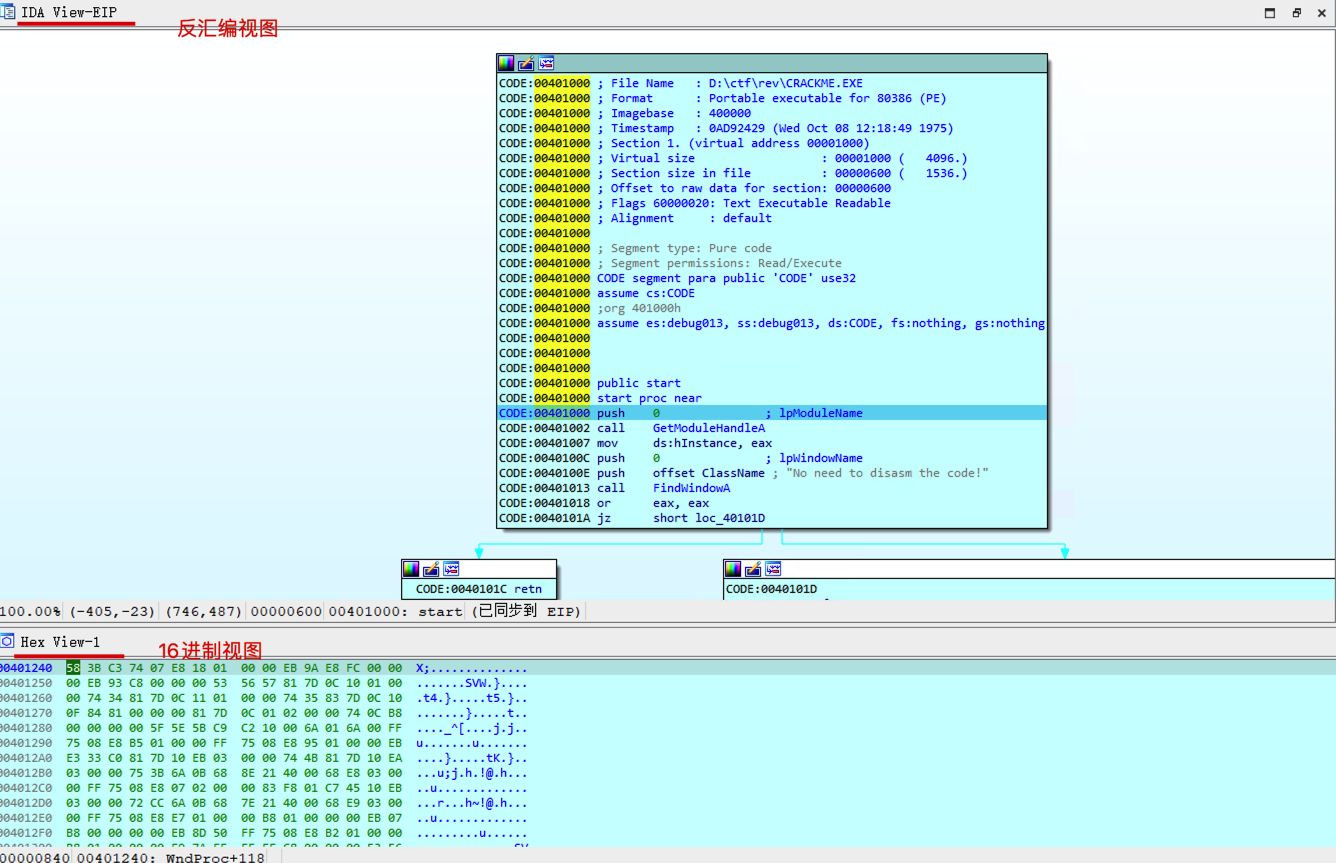 IDA View-EIP
反汇编视图
CODE:00401000 ; File Name   : D:\ctf\rev\CRACKME.EXE
CODE:00401000 ; Format      : Portable executable for 80386 (PE)
CODE:00401000 ; Imagebase   : 400000
CODE:00401000 ; Timestamp   : 0AD92429 (Wed Oct 08 12:18:49 1975)
CODE:00401000 ; Section 1. (virtual address 00001000)
CODE:00401000 ; Virtual size                  : 00001000 (   4096.)
CODE:00401000 ; Section size in file          : 00000600 (   1536.)
CODE:00401000 ; Offset to raw data for section: 00000600
CODE:00401000 ; Flags 60000020: Text Executable Readable
CODE:00401000 ; Alignment     : default
CODE:00401000
CODE:00401000 ; Segment type: Pure code
CODE:00401000 ; Segment permissions: Read/Execute
CODE:00401000 CODE segment para public 'CODE' use32
CODE:00401000 assume cs:CODE
CODE:00401000 ;org 401000h
CODE:00401000 assume es:debug013, ss:debug013, ds:CODE, fs:nothing, gs:nothing
CODE:00401000
CODE:00401000
CODE:00401000
CODE:00401000 public start
CODE:00401000 start proc near
CODE:00401000 push    0               ; lpModuleName
CODE:00401002 call    GetModuleHandleA
CODE:00401007 mov     ds:hInstance, eax
CODE:0040100C push    0               ; lpWindowName
CODE:0040100E push    offset ClassName ; "No need to disasm the code!"
CODE:00401013 call    FindWindowA
CODE:00401018 or      eax, eax
CODE:0040101A jz      short loc_40101D
CODE:0040101C retn
CODE:0040101D
100.00% (-405,-23) (746,487) 00000600 00401000: start (已同步到 EIP)
Hex View-1
16进制视图
00401240  58 3B C3 74 07 E8 18 01  00 00 EB 9A E8 FC 00 00  X;..............
00401250  00 EB 93 C8 00 00 00 53  56 57 81 7D 0C 10 01 00  .......SVW.}....
00401260  00 74 34 81 7D 0C 11 01  00 00 74 35 83 7D 0C 10  .t4.}.....t5.}..
00401270  0F 84 81 00 00 00 81 7D  0C 01 02 00 00 74 0C B8  .......}.....t..
00401280  00 00 00 00 5F 5E 5B C9  C2 10 00 6A 01 6A 00 FF  ...._^[....j.j..
00401290  75 08 E8 B5 01 00 00 FF  75 08 E8 95 01 00 00 EB  u.......u.......
004012A0  E3 33 C0 81 7D 10 EB 03  00 00 74 4B 81 7D 10 EA  ....}.....tK.}..
004012B0  03 00 00 75 3B 6A 0B 68  8E 21 40 00 68 E8 03 00  ...u;j.h.!@.h...
004012C0  00 FF 75 08 E8 07 02 00  00 83 F8 01 C7 45 10 EB  ..u..........E..
004012D0  03 00 00 72 CC 6A 0B 68  7E 21 40 00 68 E9 03 00  ...r...h~!@.h...
004012E0  00 FF 75 08 E8 E7 01 00  00 B8 01 00 00 00 EB 07  ..u.............
004012F0  B8 00 00 00 00 EB 8D 50  FF 75 08 E8 B2 01 00 00  .........u......
00000840 00401240: WndProc+118